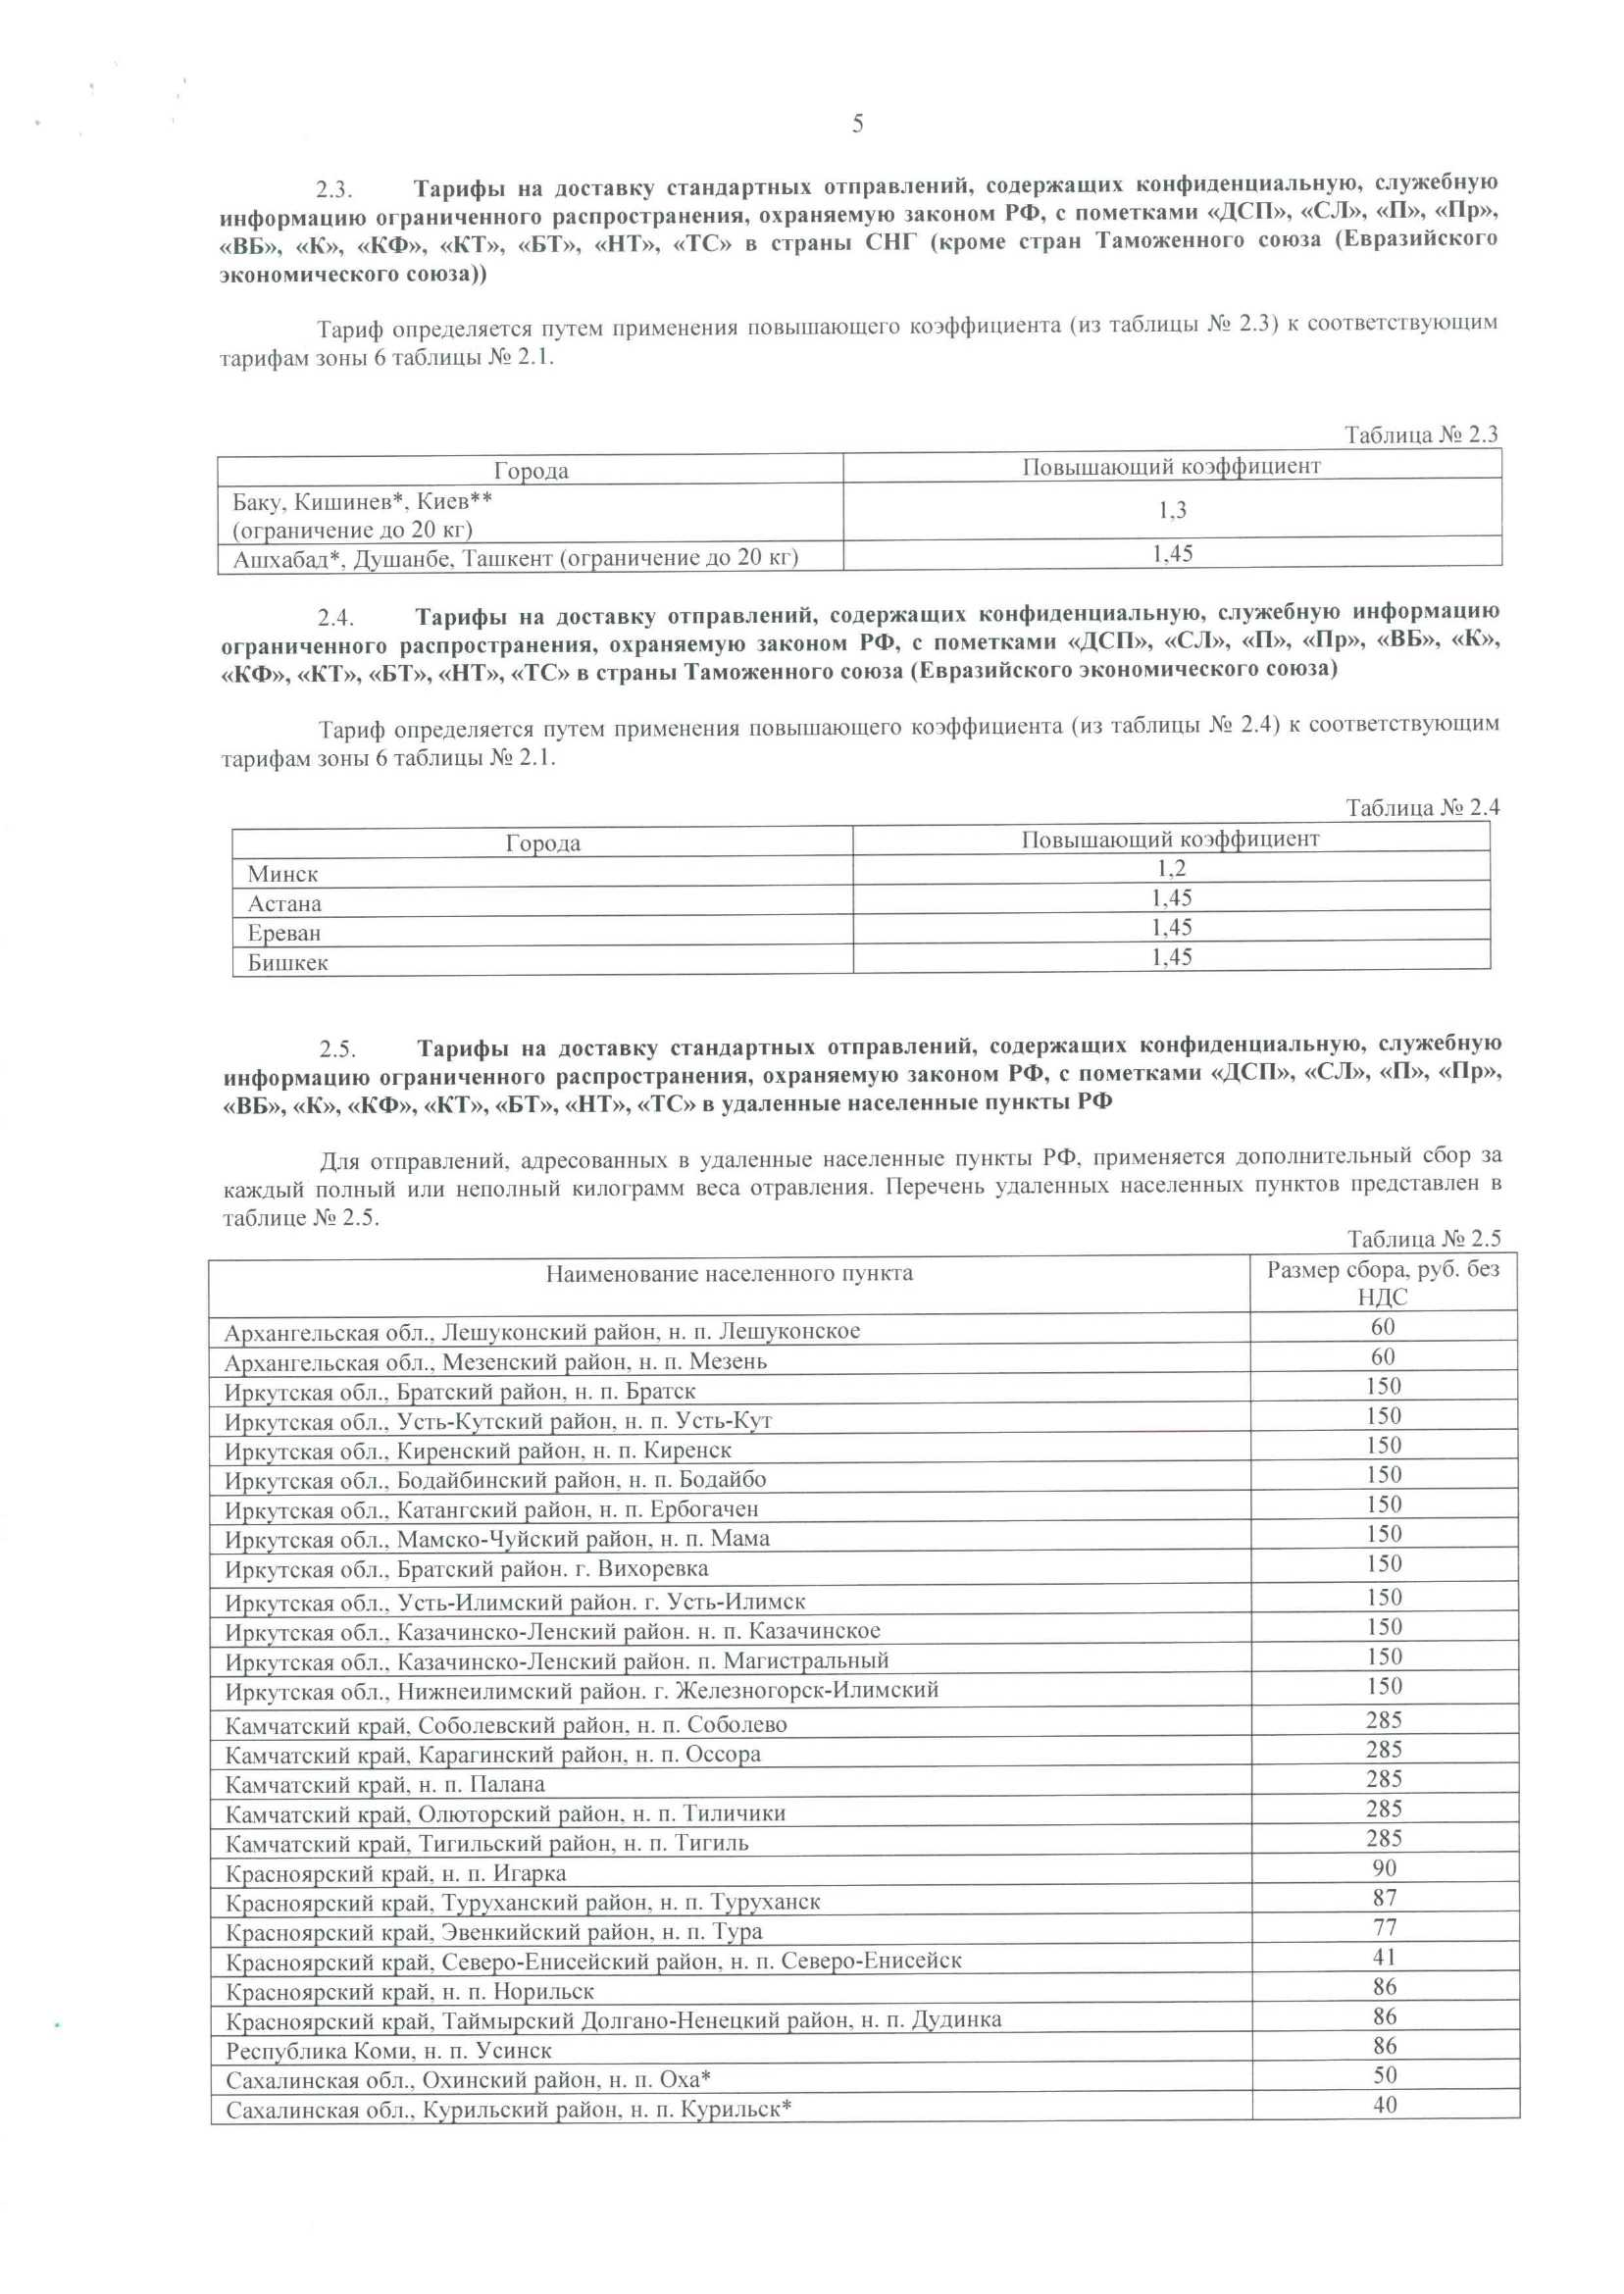 5
2.3. Тарифы на доставку стандартных отправлений, содержащих конфиденциальную, служебную
информацию ограниченного распространения, охраняемую законом РФ, с пометками «ДСП», «СЛ», «П», «Пр»,
«ВБ», «К», «КФ», «КТ», «БТ», «НТ», «ТС» в страны СНГ (кроме стран Таможенного союза (Евразийского
экономического союза))
Тариф определяется путем применения повышающего коэффициента (из таблицы № 2.3) к соответствующим
тарифам зоны 6 таблицы № 2.1.
Таблица № 2.3
Города Повышающий коэффициент
Баку, Кишинев*, Киев**
(ограничение до 20 кг) 1,3
Ашхабад*, Душанбе, Ташкент (ограничение до 20 кг) 1,45
2.4. Тарифы на доставку отправлений, содержащих конфиденциальную, служебную информацию
ограниченного распространения, охраняемую законом РФ, с пометками «ДСП», «СЛ», «П», «Пр», «ВБ», «К»,
«КФ», «КТ», «БТ», «НТ», «ТС» в страны Таможенного союза (Евразийского экономического союза)
Тариф определяется путем применения повышающего коэффициента (из таблицы № 2.4) к соответствующим
тарифам зоны 6 таблицы № 2.1.
Таблица № 2.4
Города Повышающий коэффициент
Минск 1,2
Астана 1,45
Ереван 1,45
Бишкек 1,45
2.5. Тарифы на доставку стандартных отправлений, содержащих конфиденциальную, служебную
информацию ограниченного распространения, охраняемую законом РФ, с пометками «ДСП», «СЛ», «П», «Пр»,
«ВБ», «К», «КФ», «КТ», «БТ», «НТ», «ТС» в удаленные населенные пункты РФ
Для отправлений, адресованных в удаленные населенные пункты РФ, применяется дополнительный сбор за
каждый полный или неполный килограмм веса отравления. Перечень удаленных населенных пунктов представлен в
таблице № 2.5.
Таблица № 2.5
Наименование населенного пункта Размер сбора, руб. без
НДС
Архангельская обл., Лешуконский район, н. п. Лешуконское 60
Архангельская обл., Мезенский район, н. п. Мезень 60
Иркутская обл., Братский район, н. п. Братск 150
Иркутская обл., Усть-Кутский район, н. п. Усть-Кут 150
Иркутская обл., Киренский район, н. п. Киренск 150
Иркутская обл., Бодайбинский район, н. п. Бодайбо 150
Иркутская обл., Катангский район, н. п. Ербогачен 150
Иркутская обл., Мамско-Чуйский район, н. п. Мама 150
Иркутская обл., Братский район. г. Вихоревка 150
Иркутская обл., Усть-Илимский район. г. Усть-Илимск 150
Иркутская обл., Казачинско-Ленский район. н. п. Казачинское 150
Иркутская обл., Казачинско-Ленский район. п. Магистральный 150
Иркутская обл., Нижнеилимский район. г. Железногорск-Илимский 150
Камчатский край, Соболевский район, н. п. Соболево 285
Камчатский край, Карагинский район, н. п. Оссора 285
Камчатский край, н. п. Палана 285
Камчатский край, Олюторский район, н. п. Тиличики 285
Камчатский край, Тигильский район, н. п. Тигиль 285
Красноярский край, н. п. Игарка 90
Красноярский край, Туруханский район, н. п. Туруханск 87
Красноярский край, Эвенкийский район, н. п. Тура 77
Красноярский край, Северо-Енисейский район, н. п. Северо-Енисейск 41
Красноярский край, н. п. Норильск 86
Красноярский край, Таймырский Долгано-Ненецкий район, н. п. Дудинка 86
Республика Коми, н. п. Усинск 86
Сахалинская обл., Охинский район, н. п. Оха* 50
Сахалинская обл., Курильский район, н. п. Курильск* 40